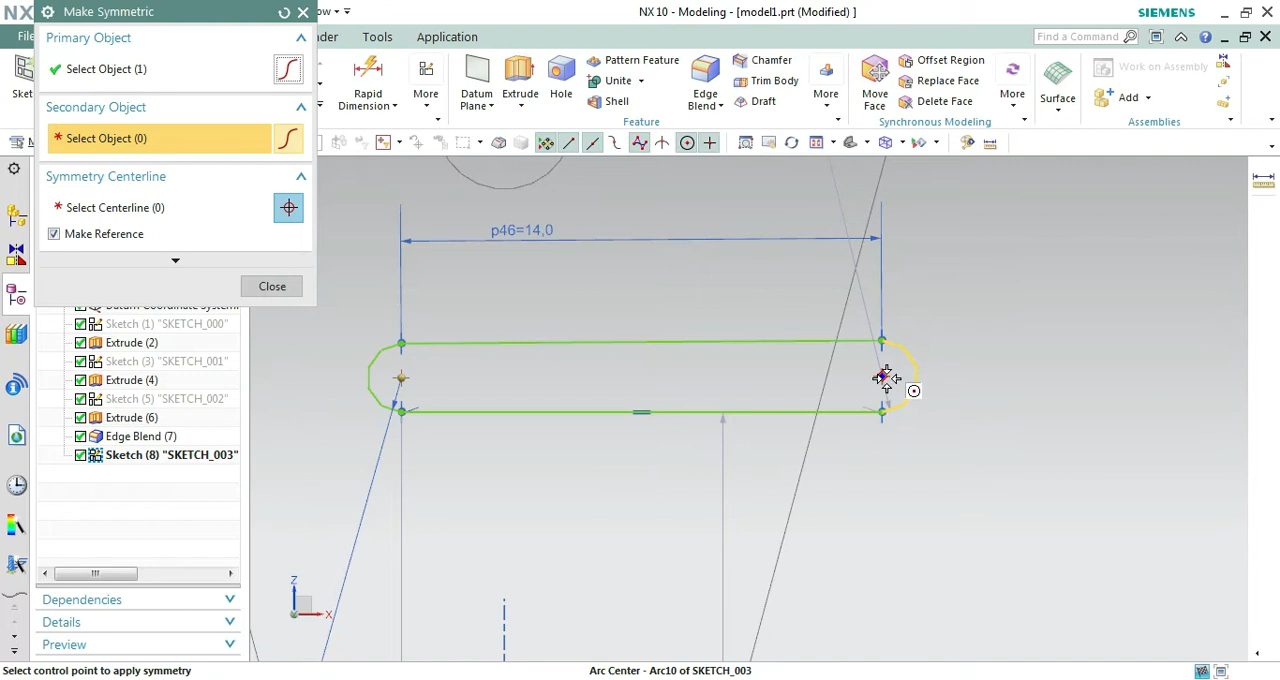 NX
Make Symmetric
ow
NX 10 - Modeling - [model1.prt (Modified) ]
SIEMENS
Fil
der
Tools
Application
Find a Command
Primary Object
Select Object (1)
Secondary Object
* Select Object (0)
Symmetry Centerline
* Select Centerline (0)
Make Reference
Close
Sket
Rapid
Dimension
More
Datum
Plane
Extrude
Hole
Pattern Feature
Unite
Shell
Edge
Blend
Chamfer
Trim Body
Draft
More
Move
Face
Offset Region
Replace Face
Delete Face
More
Surface
Work on Assembly
Add
Feature
Synchronous Modeling
Assemblies
M
p46=14,0
Sketch (1) "SKETCH_000"
Extrude (2)
Sketch (3) "SKETCH_001"
Extrude (4)
Sketch (5) "SKETCH_002"
Extrude (6)
Edge Blend (7)
Sketch (8) "SKETCH_003"
Dependencies
Details
Preview
Z
X
Select control point to apply symmetry
Arc Center - Arc10 of SKETCH_003